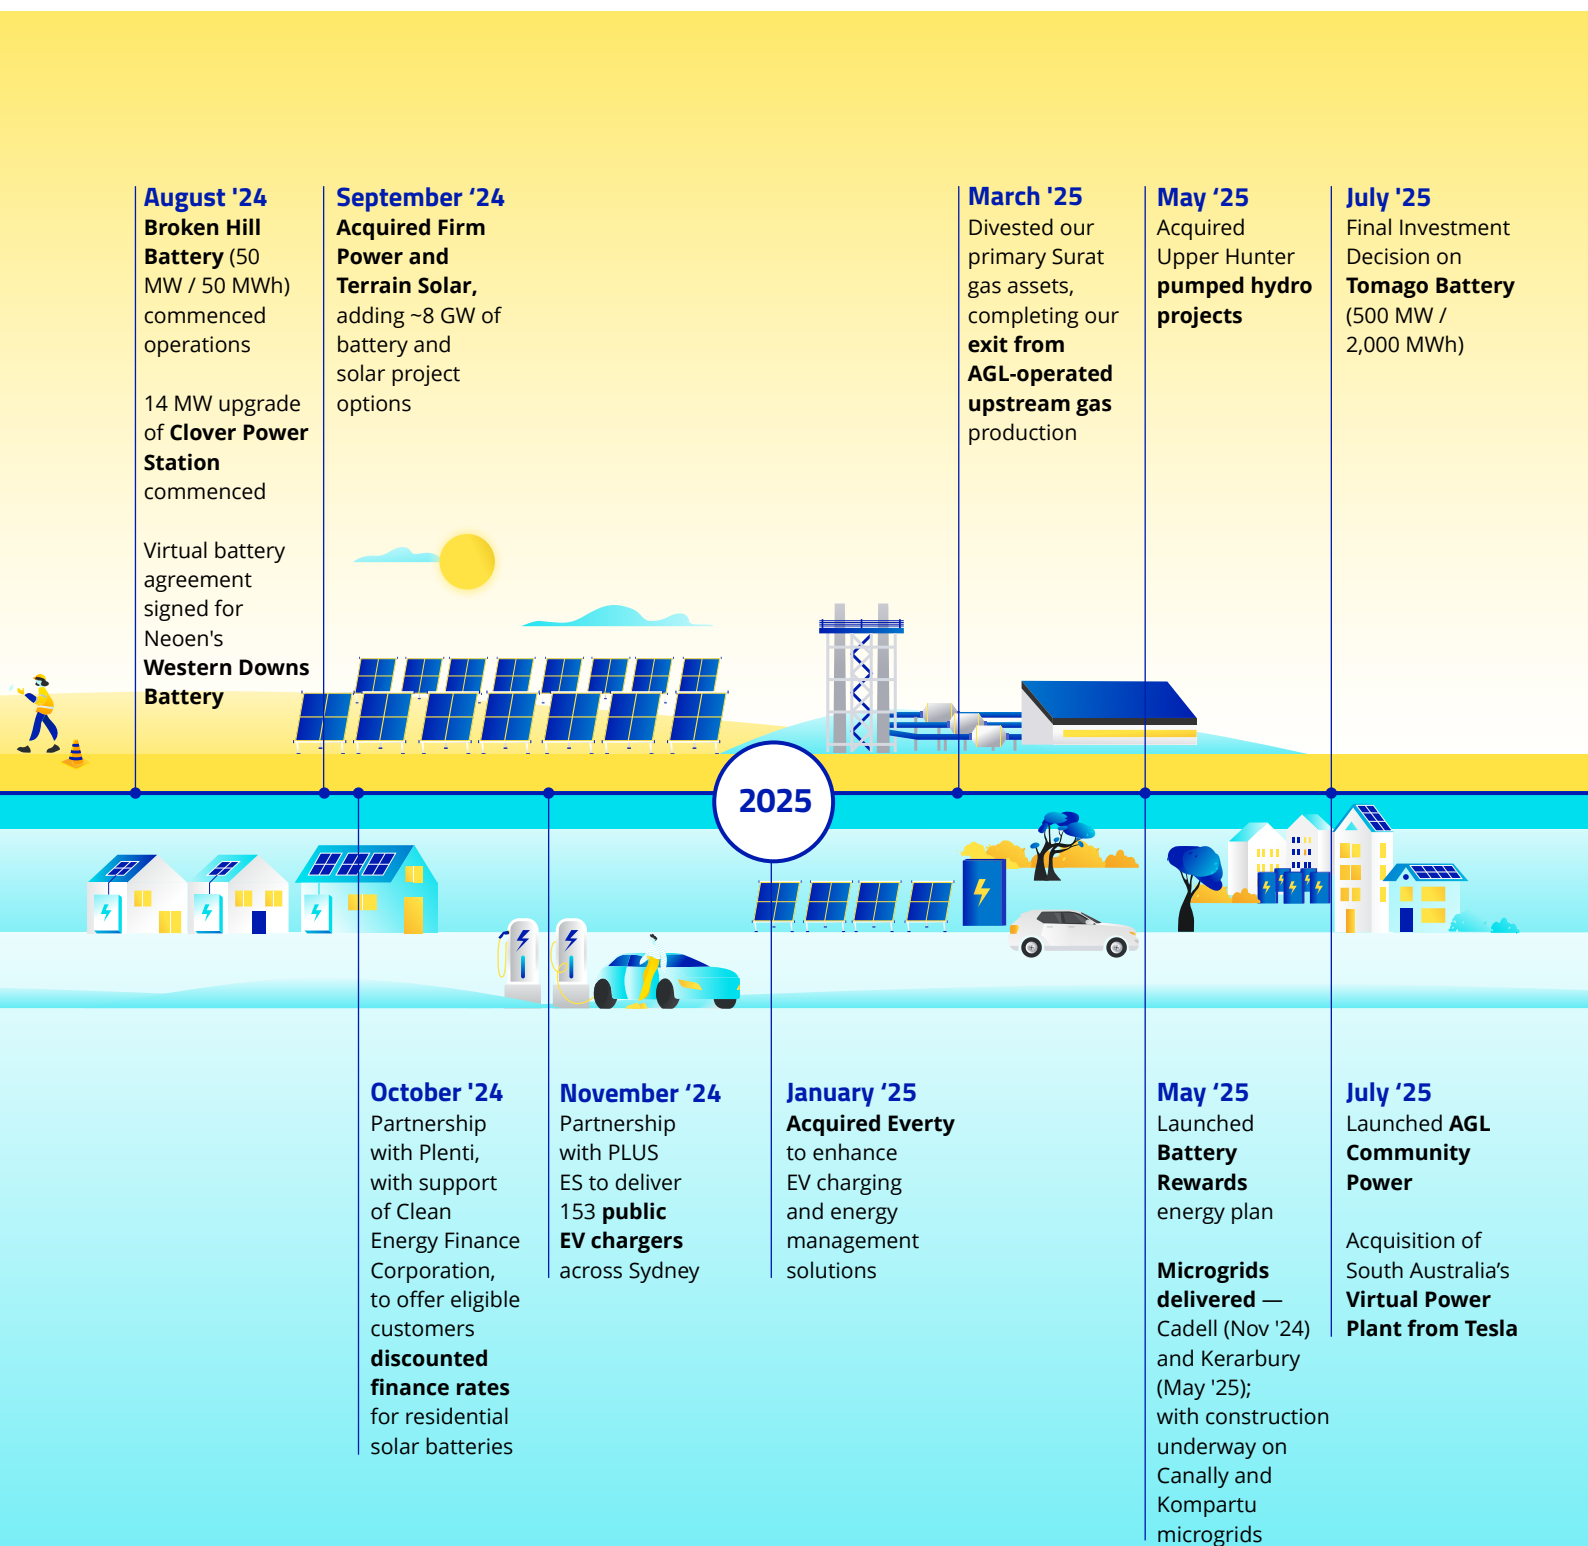 August '24
Broken Hill
Battery (50
MW / 50 MWh)
commenced
operations
14 MW upgrade
of Clover Power
Station
commenced
Virtual battery
agreement
signed for
Neoen's
Western Downs
Battery
September ‘24
Acquired Firm
Power and
Terrain Solar,
adding ~8 GW of
battery and
solar project
options
March '25
Divested our
primary Surat
gas assets,
completing our
exit from
AGL-operated
upstream gas
production
May ‘25
Acquired
Upper Hunter
pumped hydro
projects
July '25
Final Investment
Decision on
Tomago Battery
(500 MW /
2,000 MWh)
2025
October '24
Partnership
with Plenti,
with support
of Clean
Energy Finance
Corporation,
to offer eligible
customers
discounted
finance rates
for residential
solar batteries
November ‘24
Partnership
with PLUS
ES to deliver
153 public
EV chargers
across Sydney
January ‘25
Acquired Everty
to enhance
EV charging
and energy
management
solutions
May ‘25
Launched
Battery
Rewards
energy plan
Microgrids
delivered —
Cadell (Nov '24)
and Kerarbury
(May '25);
with construction
underway on
Canally and
Kompartu
microgrids
July ‘25
Launched AGL
Community
Power
Acquisition of
South Australia’s
Virtual Power
Plant from Tesla